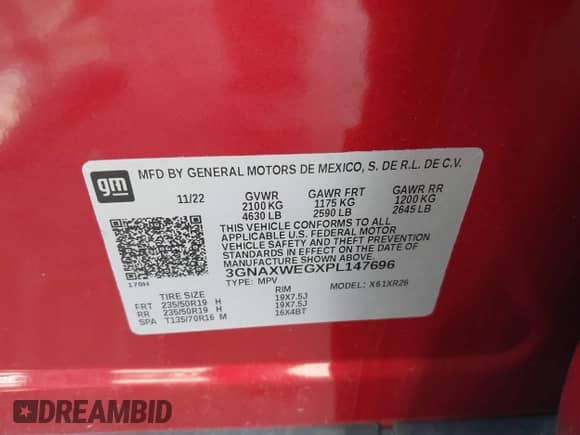 gm
MFD BY GENERAL MOTORS DE MEXICO, S. DE R.L. DE C.V.
11/22 GVWR GAWR FRT GAWR RR
2100 KG 1175 KG 1200 KG
4630 LB 2590 LB 2645 LB
THIS VEHICLE CONFORMS TO ALL
APPLICABLE U.S. FEDERAL MOTOR
VEHICLE SAFETY AND THEFT PREVENTION
STANDARDS IN EFFECT ON THE DATE OF
MANUFACTURE SHOWN ABOVE.
3GNAXWEGXPL147696
170H
TYPE: MPV MODEL: X61XR26
TIRE SIZE RIM
FRT 235/50R19 H 19X7.5J
RR 235/50R19 H 19X7.5J
SPA T135/70R16 M 16X4BT
DREAMBID